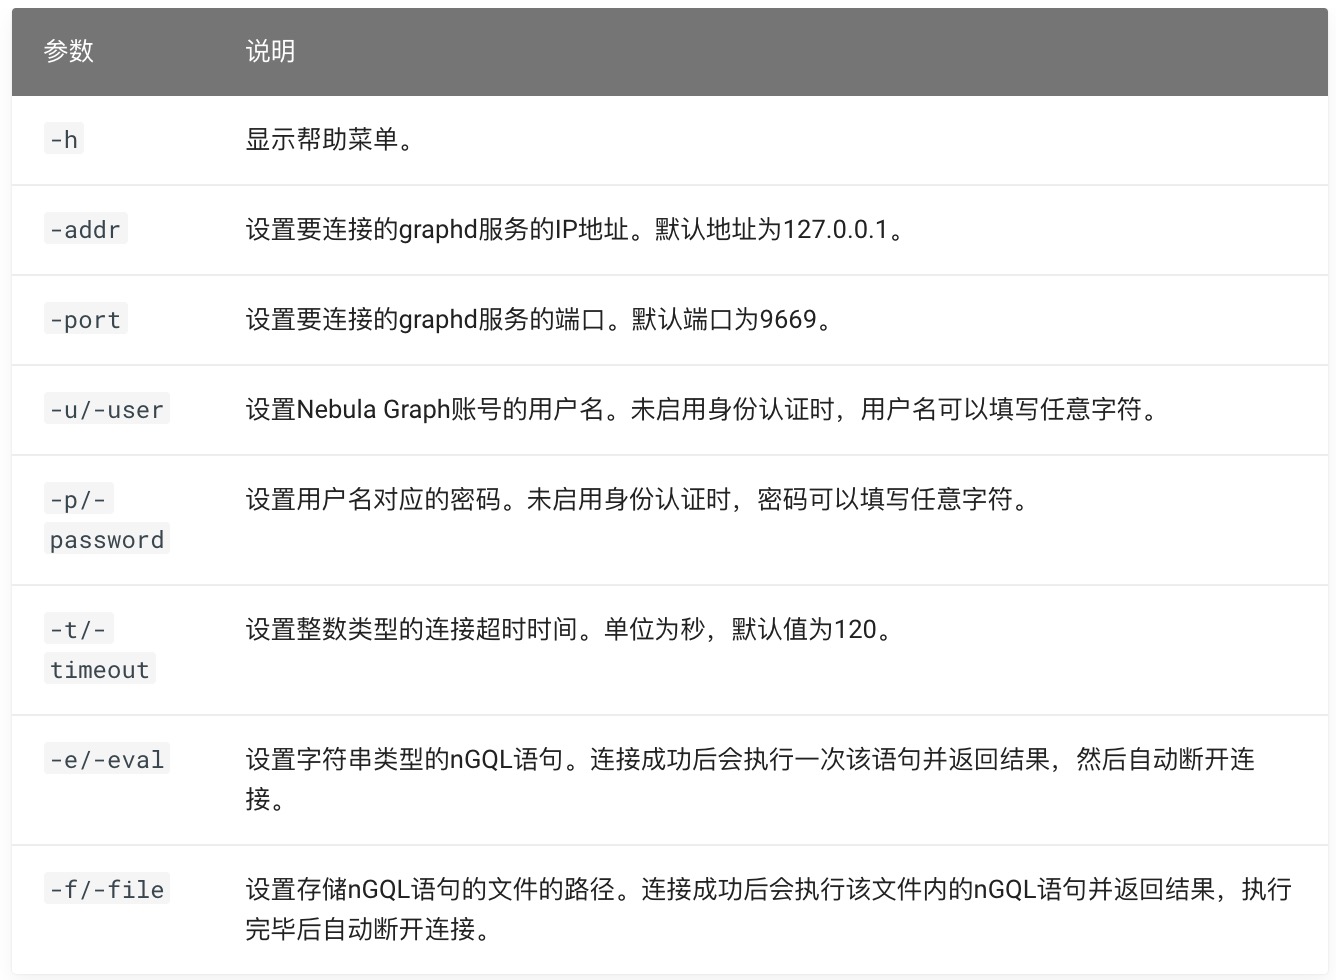 参数 说明
-h 显示帮助菜单。
-addr 设置要连接的graphd服务的IP地址。默认地址为127.0.0.1。
-port 设置要连接的graphd服务的端口。默认端口为9669。
-u/-user 设置Nebula Graph账号的用户名。未启用身份认证时，用户名可以填写任意字符。
-p/- 设置用户名对应的密码。未启用身份认证时，密码可以填写任意字符。
password
-t/- 设置整数类型的连接超时时间。单位为秒，默认值为120。
timeout
-e/-eval 设置字符串类型的nGQL语句。连接成功后会执行一次该语句并返回结果，然后自动断开连
接。
-f/-file 设置存储nGQL语句的文件的路径。连接成功后会执行该文件内的nGQL语句并返回结果，执行
完毕后自动断开连接。